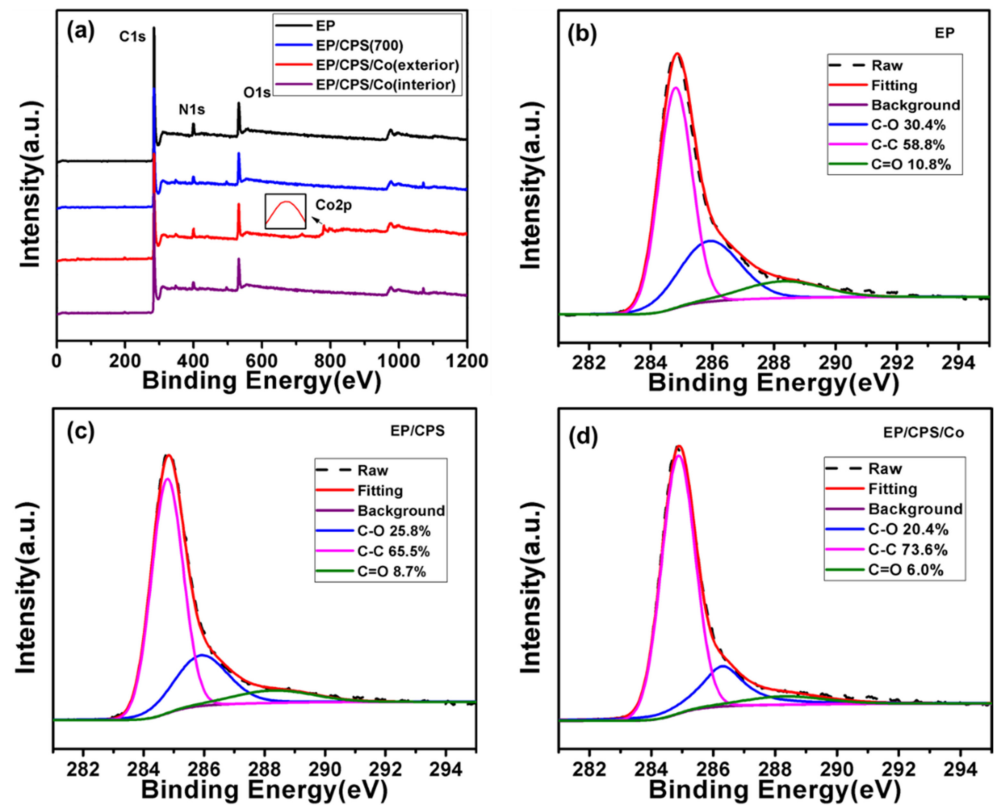 (a)
C1s
N1s
O1s
Co2p
EP
EP/CPS(700)
EP/CPS/Co(exterior)
EP/CPS/Co(interior)
Intensity(a.u.)
0 200 400 600 800 1000 1200
Binding Energy(eV)
(b)
EP
Raw
Fitting
Background
C-O 30.4%
C-C 58.8%
C=O 10.8%
Intensity(a.u.)
282 284 286 288 290 292 294
Binding Energy(eV)
(c)
EP/CPS
Raw
Fitting
Background
C-O 25.8%
C-C 65.5%
C=O 8.7%
Intensity(a.u.)
282 284 286 288 290 292 294
Binding Energy(eV)
(d)
EP/CPS/Co
Raw
Fitting
Background
C-O 20.4%
C-C 73.6%
C=O 6.0%
Intensity(a.u.)
282 284 286 288 290 292 294
Binding Energy(eV)